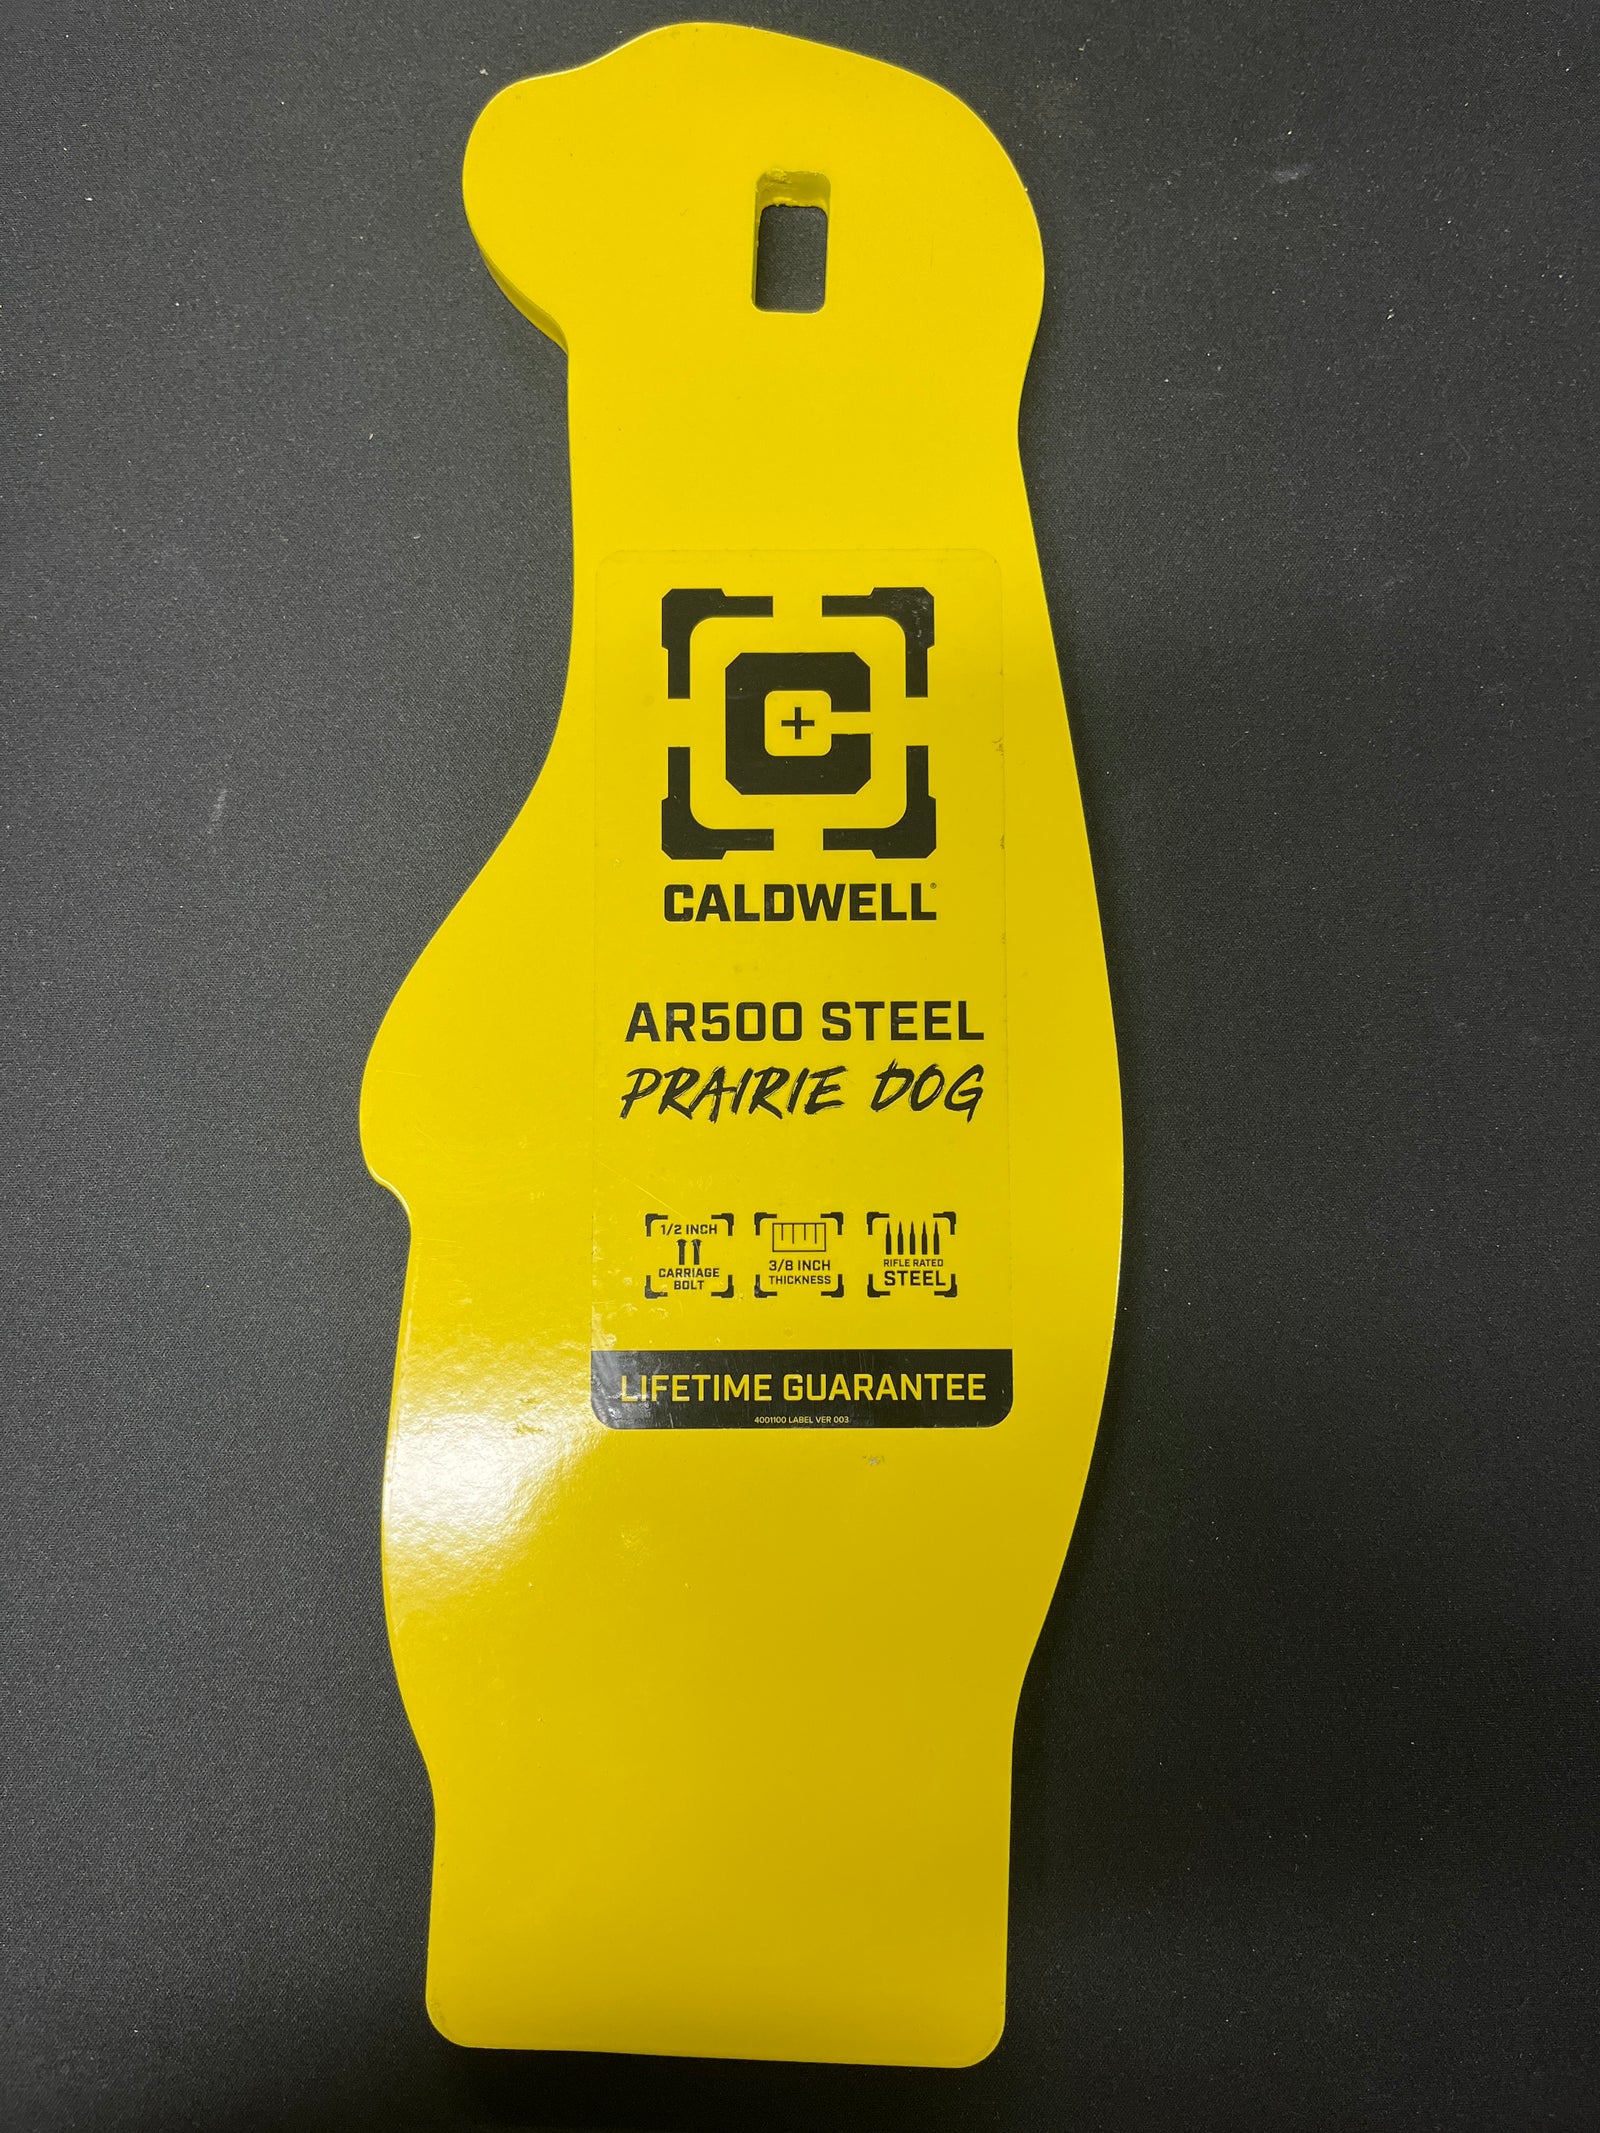 C
CALDWELL®
AR500 STEEL
PRAIRIE DOG
1/2 INCH
CARRIAGE
BOLT
3/8 INCH
THICKNESS
RIFLE RATED
STEEL
LIFETIME GUARANTEE
4001100 LABEL VER 003